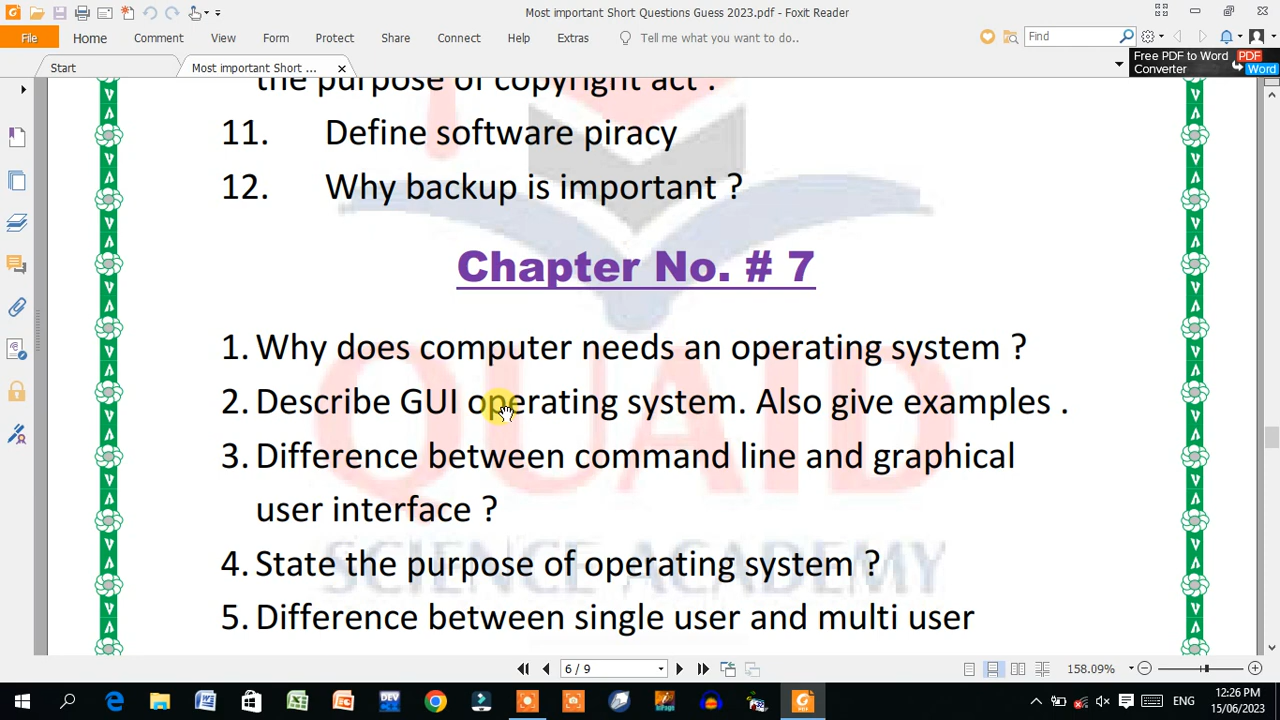 Most important Short Questions Guess 2023.pdf - Foxit Reader
File Home Comment View Form Protect Share Connect Help Extras Tell me what you want to do.. Find
Start Most important Short ... Free PDF to Word Converter PDF Word
the purpose of copyright act .
11. Define software piracy
12. Why backup is important ?
Chapter No. # 7
1. Why does computer needs an operating system ?
2. Describe GUI operating system. Also give examples .
3. Difference between command line and graphical
user interface ?
4. State the purpose of operating system ?
5. Difference between single user and multi user
QUAID
SCIENCE ACADEMY
6 / 9 158.09%
ENG 12:26 PM
15/06/2023